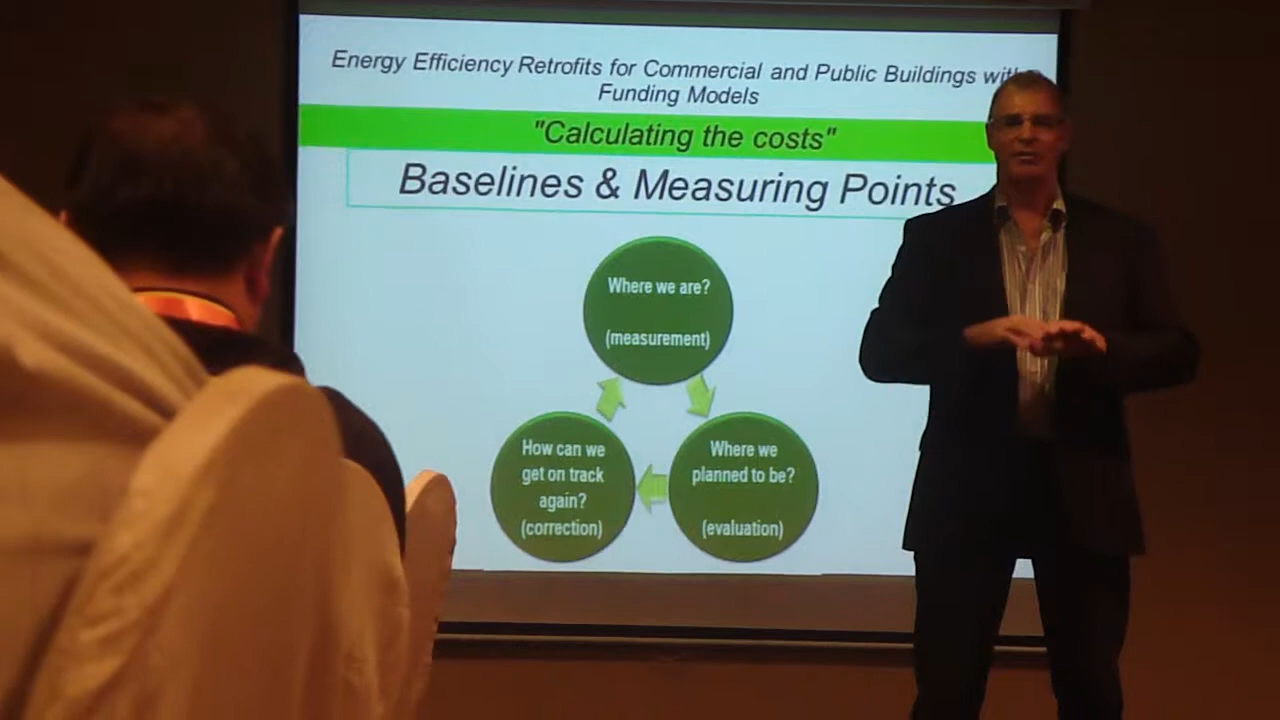 Energy Efficiency Retrofits for Commercial and Public Buildings with
Funding Models
"Calculating the costs"
Baselines & Measuring Points
Where we are?
(measurement)
How can we
get on track
again?
(correction)
Where we
planned to be?
(evaluation)